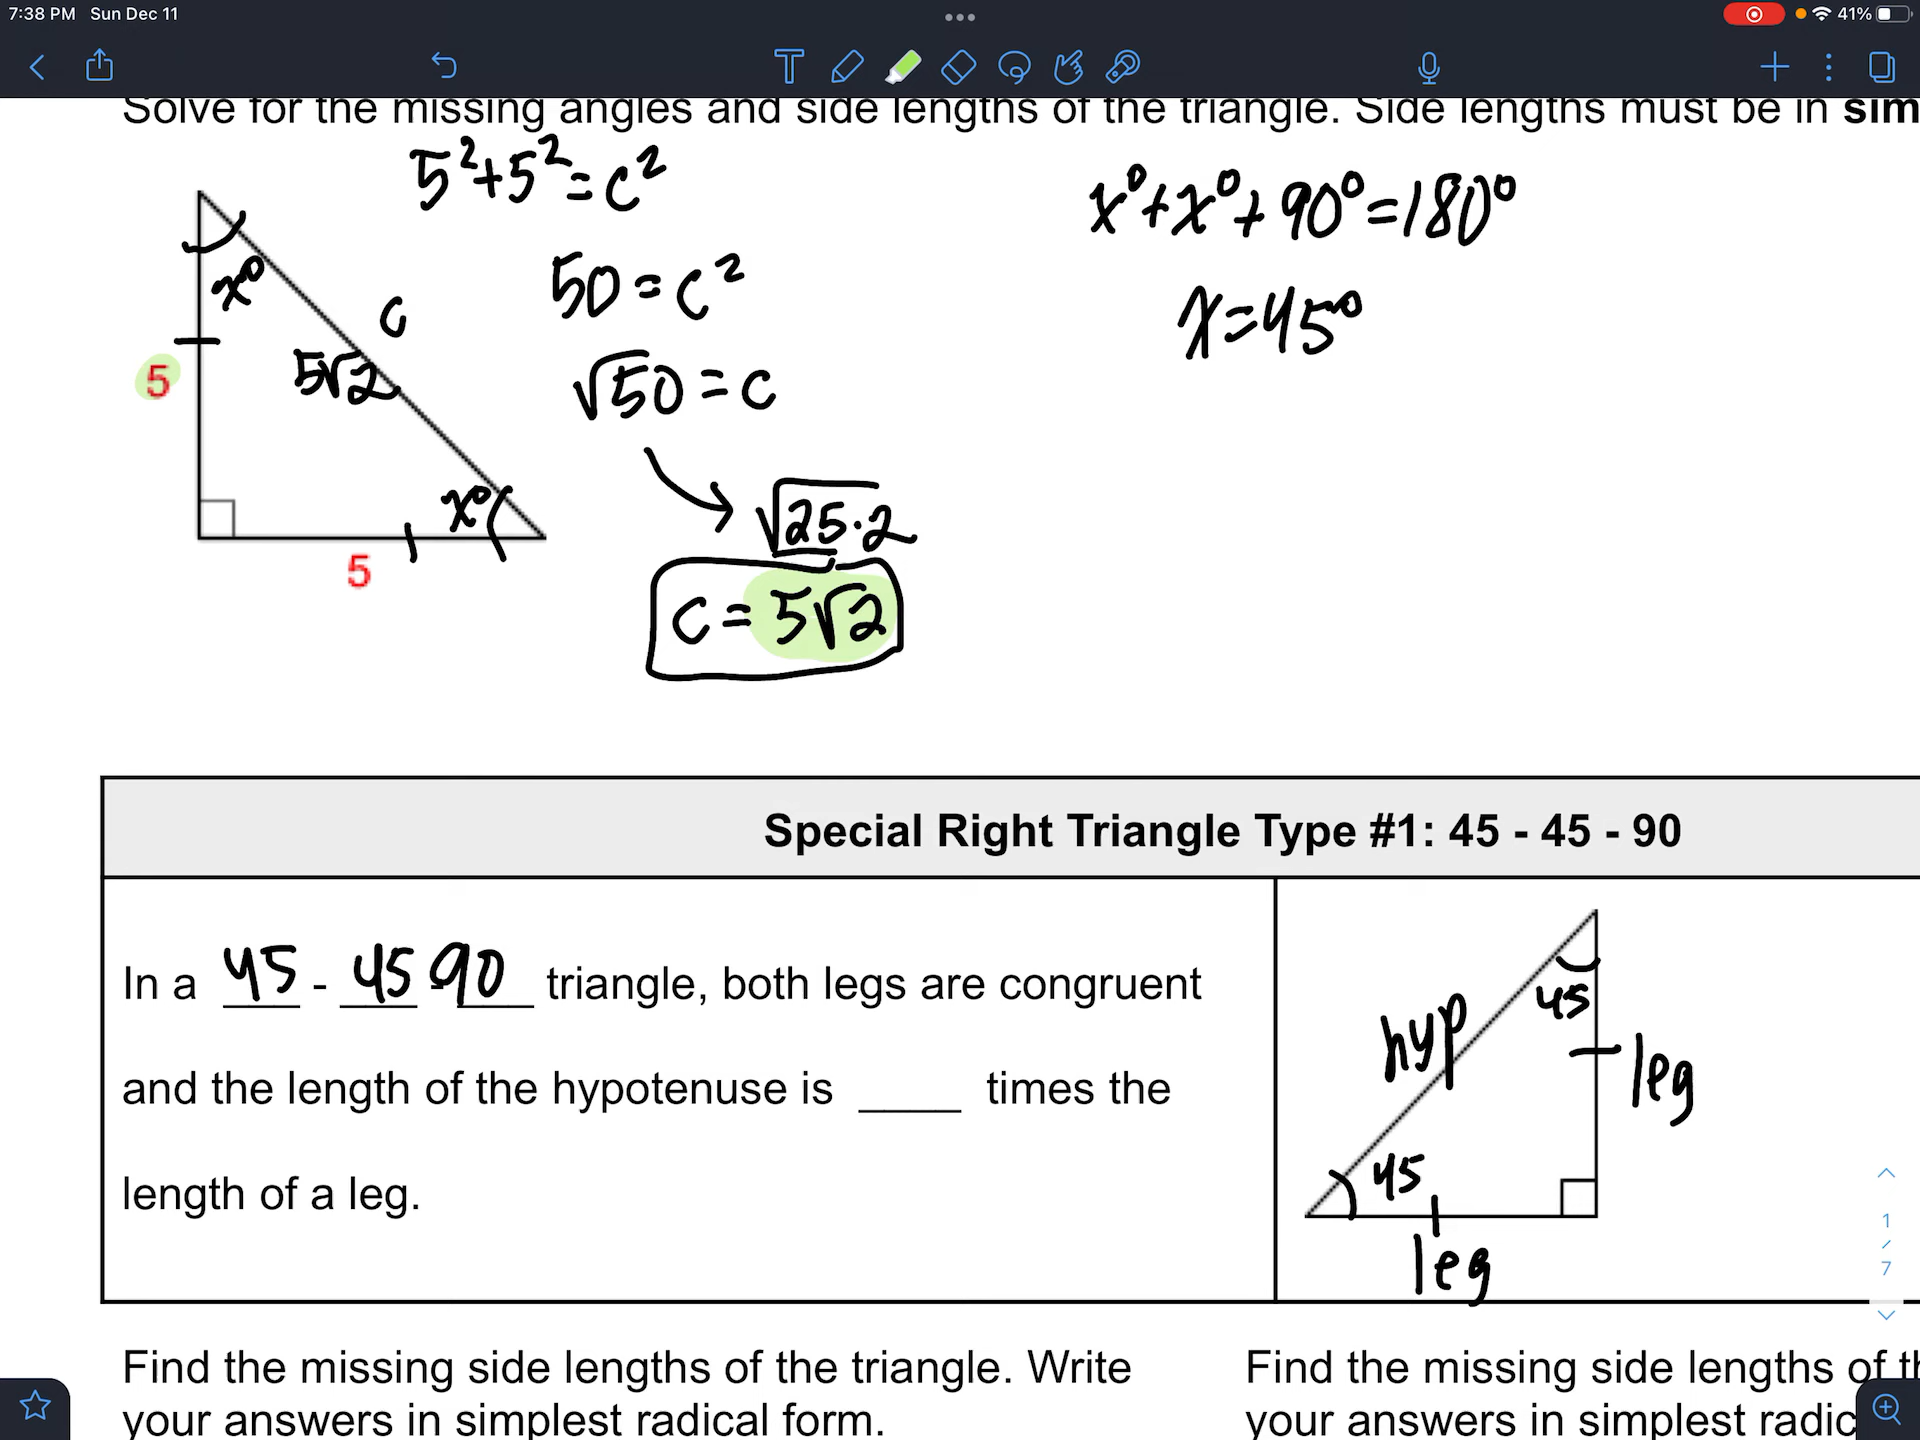 7:38 PM Sun Dec 11
41%
Solve for the missing angles and side lengths of the triangle. Side lengths must be in sim
5²+5²=c²
x°+x°+90°=180°
x°
c
50=c²
x=45°
5
5√2
√50=c
x°
√25·2
5
c=5√2
Special Right Triangle Type #1: 45 - 45 - 90
In a 45 - 45 - 90 triangle, both legs are congruent
and the length of the hypotenuse is ____ times the
length of a leg.
45
hyp
leg
45
leg
1
/
7
Find the missing side lengths of the triangle. Write
your answers in simplest radical form.
Find the missing side lengths of th
your answers in simplest radic